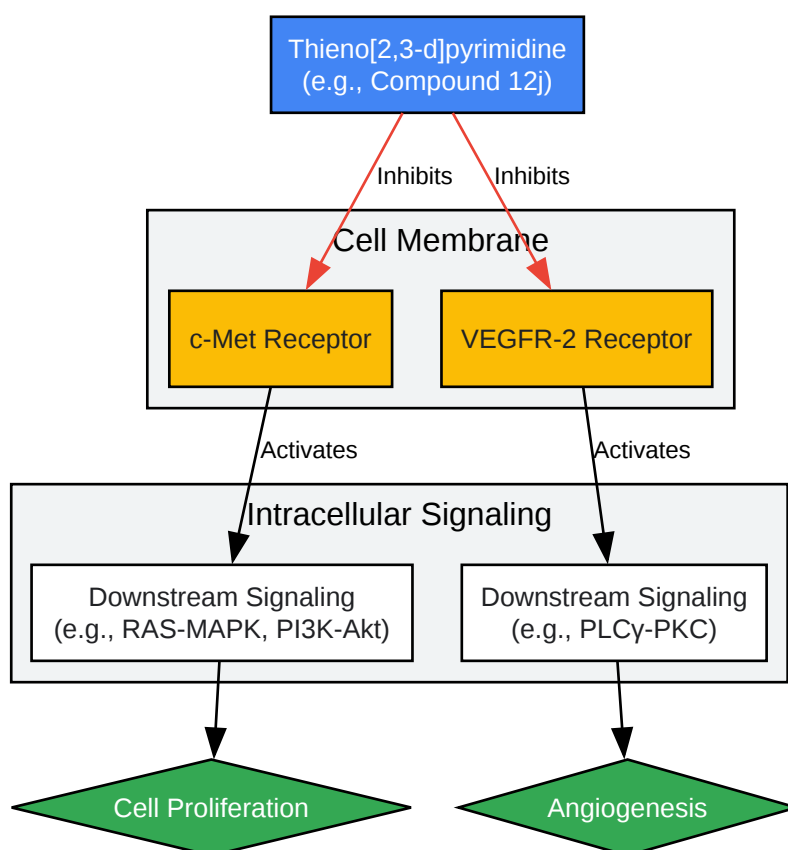 Thieno[2,3-d]pyrimidine
(e.g., Compound 12j)
Inhibits
Inhibits
Cell Membrane
c-Met Receptor
VEGFR-2 Receptor
Activates
Activates
Intracellular Signaling
Downstream Signaling
(e.g., RAS-MAPK, PI3K-Akt)
Downstream Signaling
(e.g., PLCγ-PKC)
Cell Proliferation
Angiogenesis